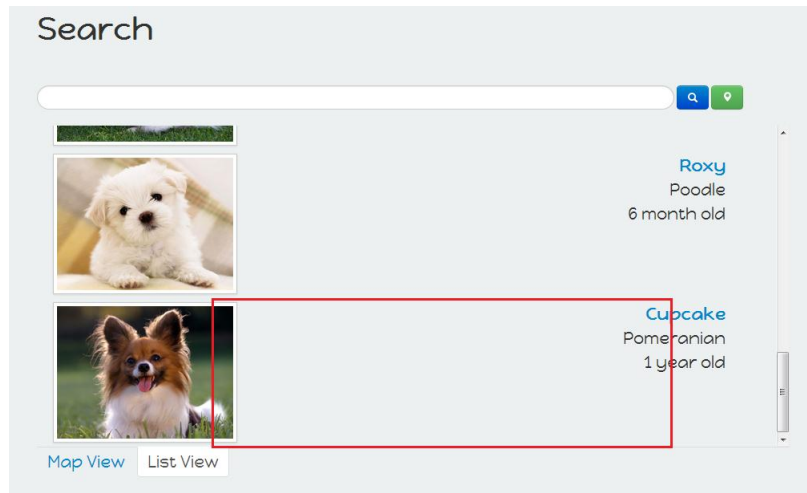 Search
Roxy
Poodle
6 month old
Cupcake
Pomeranian
1 year old
Map View
List View